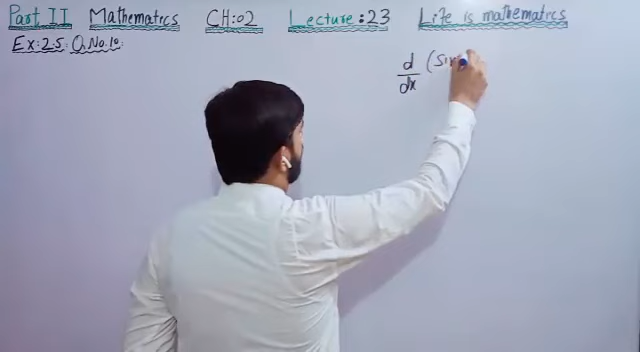 Part II Mathematics CH:02 Lecture:23 Life is mathematics
Ex:2.5 Q.No.10:
d/dx (Sin